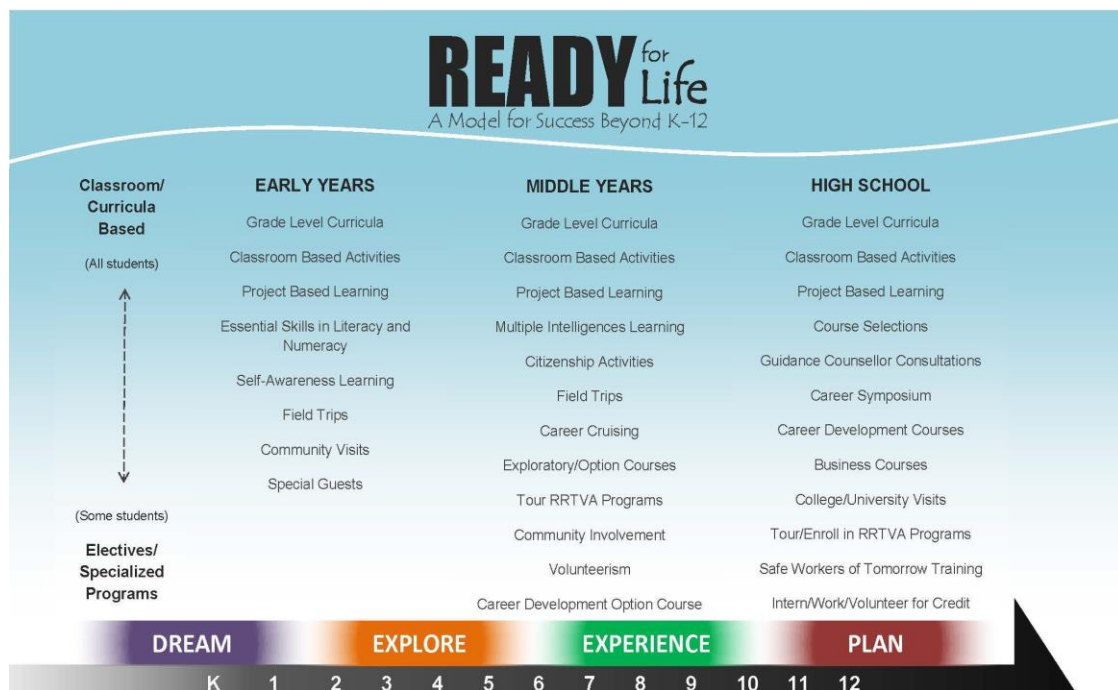 READY for Life
A Model for Success Beyond K-12
Classroom/
Curricula
Based
(All students)
(Some students)
Electives/
Specialized
Programs
EARLY YEARS
Grade Level Curricula
Classroom Based Activities
Project Based Learning
Essential Skills in Literacy and
Numeracy
Self-Awareness Learning
Field Trips
Community Visits
Special Guests
MIDDLE YEARS
Grade Level Curricula
Classroom Based Activities
Project Based Learning
Multiple Intelligences Learning
Citizenship Activities
Field Trips
Career Cruising
Exploratory/Option Courses
Tour RRTVA Programs
Community Involvement
Volunteerism
Career Development Option Course
HIGH SCHOOL
Grade Level Curricula
Classroom Based Activities
Project Based Learning
Course Selections
Guidance Counsellor Consultations
Career Symposium
Career Development Courses
Business Courses
College/University Visits
Tour/Enroll in RRTVA Programs
Safe Workers of Tomorrow Training
Intern/Work/Volunteer for Credit
DREAM EXPLORE EXPERIENCE PLAN
K 1 2 3 4 5 6 7 8 9 10 11 12